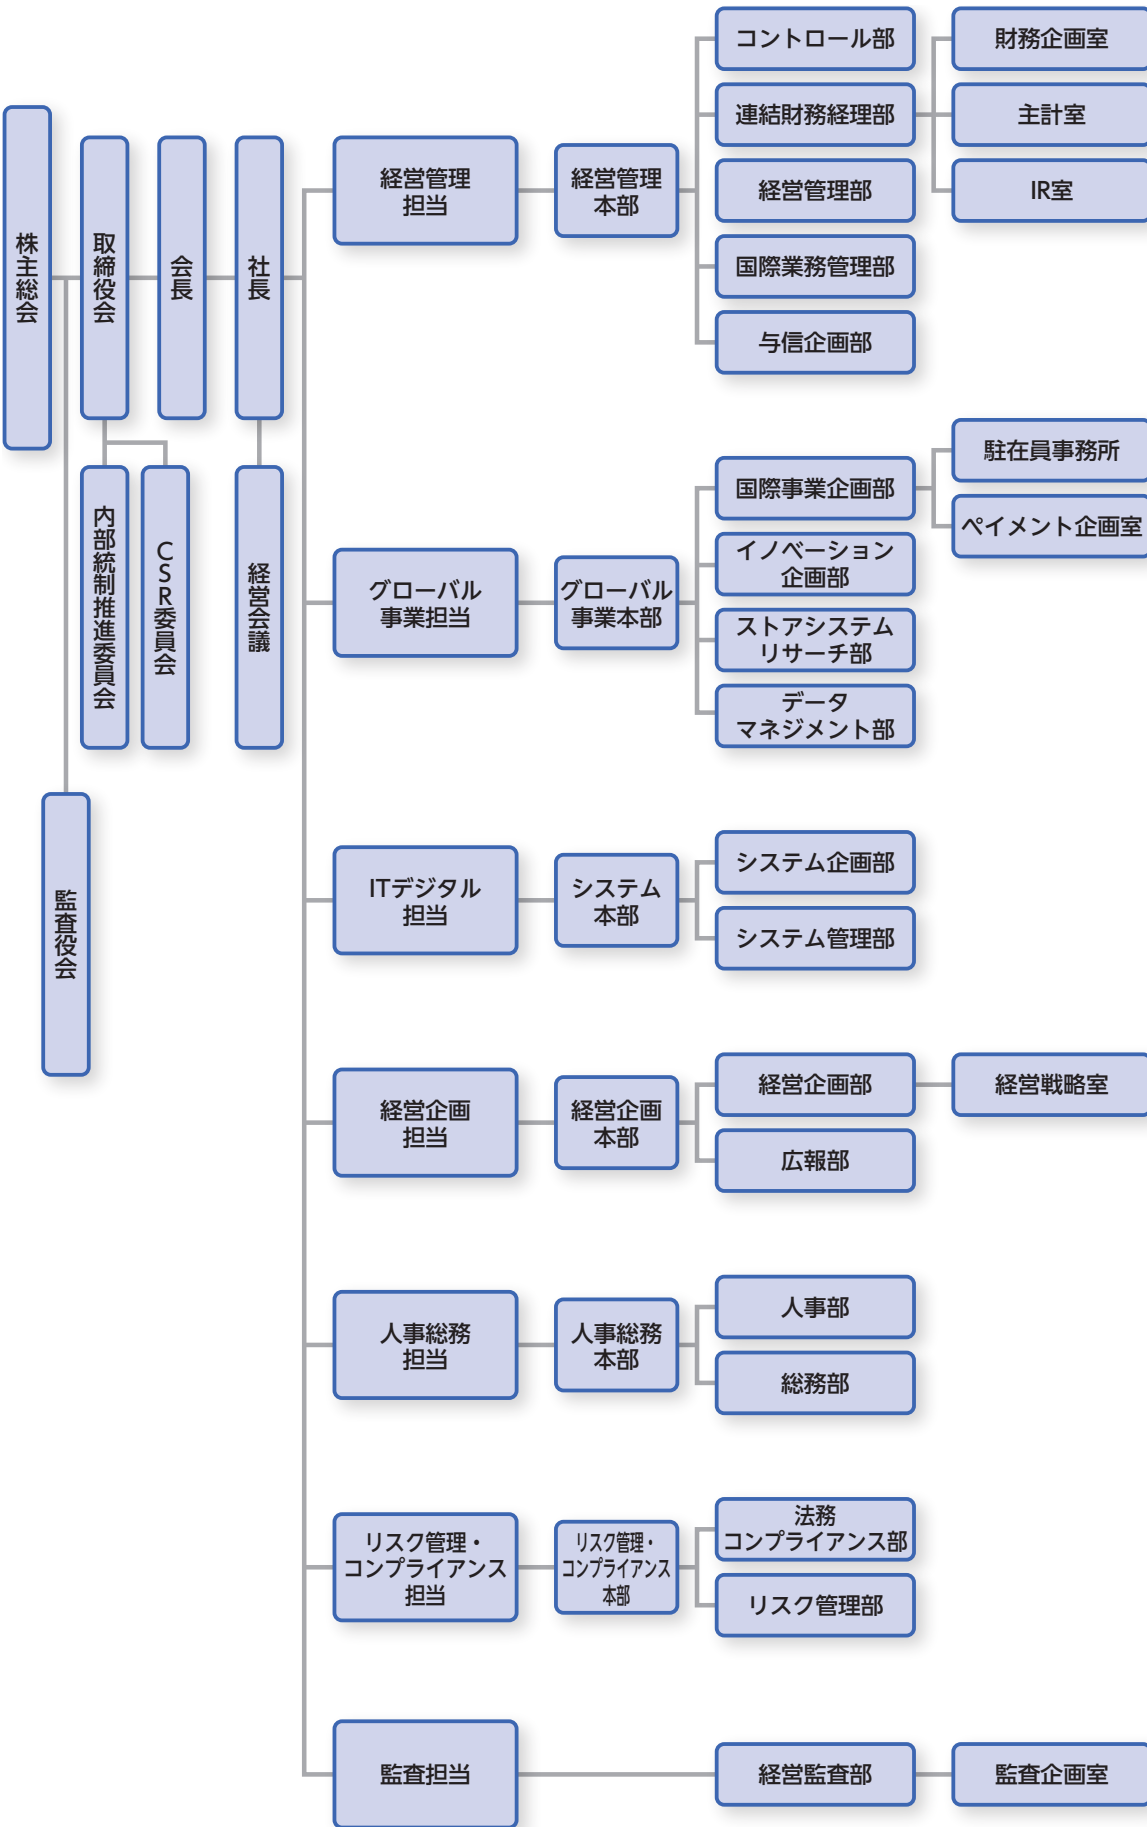 株主総会
取締役会
会長
社長
内部統制推進委員会
CSR委員会
経営会議
監査役会
経営管理
担当
経営管理
本部
コントロール部
連結財務経理部
経営管理部
国際業務管理部
与信企画部
財務企画室
主計室
IR室
グローバル
事業担当
グローバル
事業本部
国際事業企画部
イノベーション
企画部
ストアシステム
リサーチ部
データ
マネジメント部
駐在員事務所
ペイメント企画室
ITデジタル
担当
システム
本部
システム企画部
システム管理部
経営企画
担当
経営企画
本部
経営企画部
広報部
経営戦略室
人事総務
担当
人事総務
本部
人事部
総務部
リスク管理・
コンプライアンス
担当
リスク管理・
コンプライアンス
本部
法務
コンプライアンス部
リスク管理部
監査担当
経営監査部
監査企画室